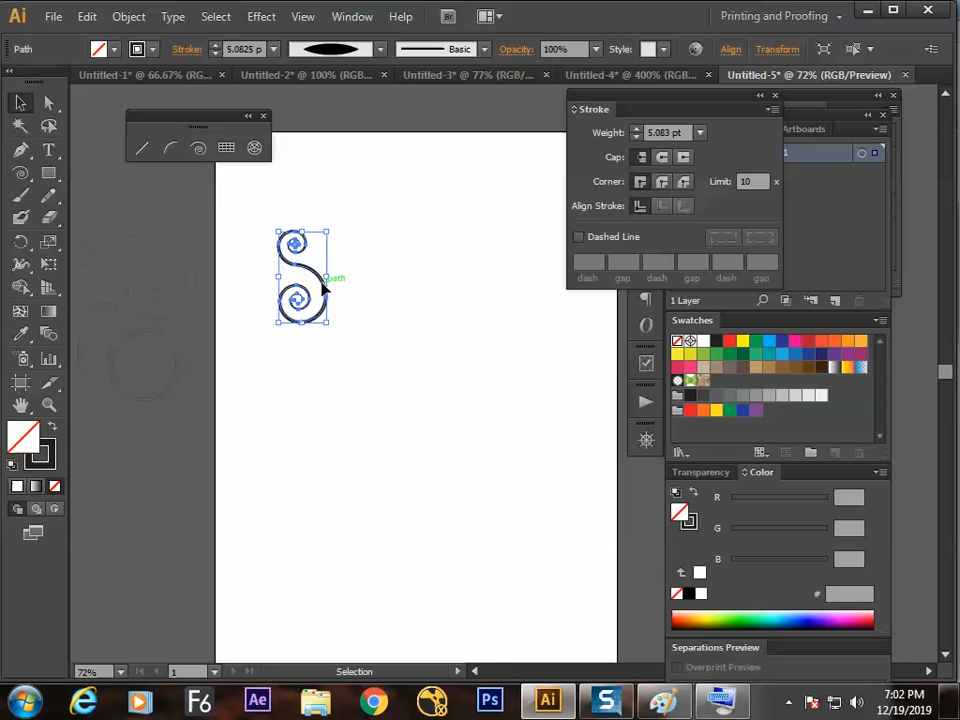 Ai File Edit Object Type Select Effect View Window Help Br Printing and Proofing
Path Stroke: 5.0825 p Basic Opacity: 100% Style: Align Transform
Untitled-1* @ 66.67% (RG... Untitled-2* @ 100% (RGB... Untitled-3* @ 77% (RGB/... Untitled-4* @ 400% (RGB... Untitled-5* @ 72% (RGB/Preview)
Stroke
Weight: 5.083 pt
Artboards
Cap:
1
Corner: Limit: 10 x
Align Stroke:
Dashed Line
dash gap dash gap dash gap
path
1 Layer
Swatches
Transparency Color
R
G
B
#
Separations Preview
Overprint Preview
72% 1 Selection
F6 Ae Ps Ai S
7:02 PM
12/19/2019